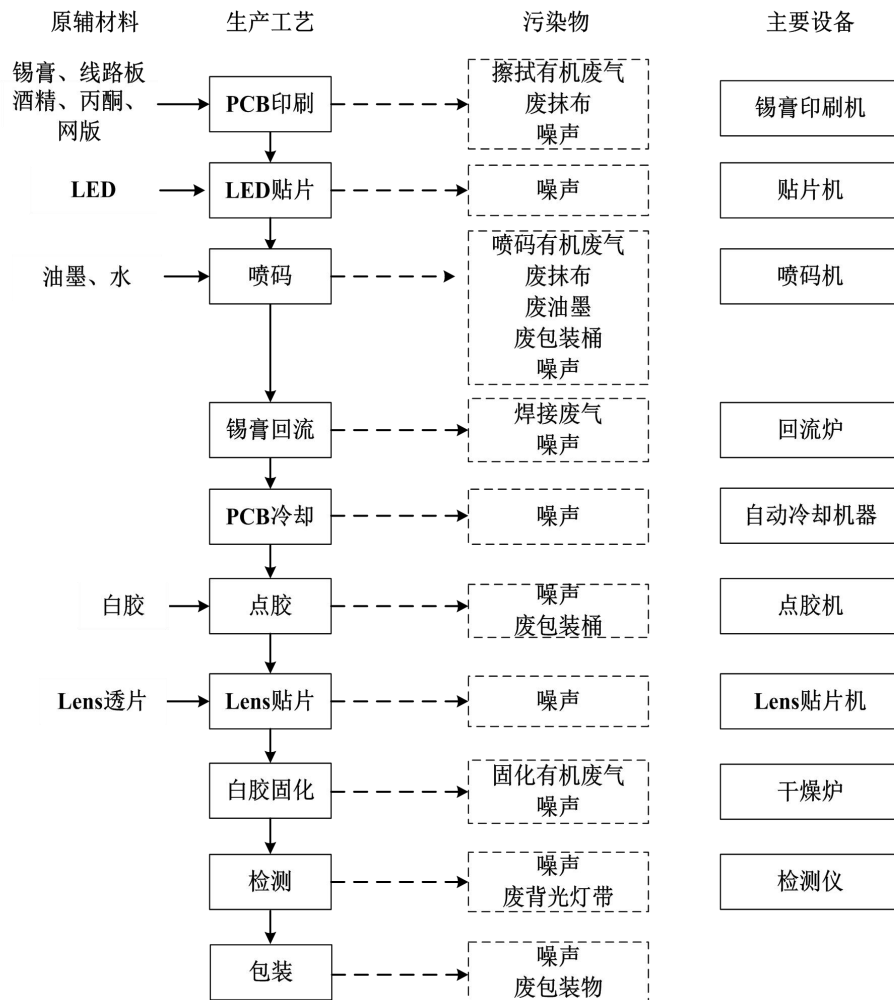 原辅材料
生产工艺
污染物
主要设备
锡膏、线路板
酒精、丙酮、
网版
PCB印刷
擦拭有机废气
废抹布
噪声
锡膏印刷机
LED
LED贴片
噪声
贴片机
油墨、水
喷码
喷码有机废气
废抹布
废油墨
废包装桶
噪声
喷码机
锡膏回流
焊接废气
噪声
回流炉
PCB冷却
噪声
自动冷却机器
白胶
点胶
噪声
废包装桶
点胶机
Lens透片
Lens贴片
噪声
Lens贴片机
白胶固化
固化有机废气
噪声
干燥炉
检测
噪声
废背光灯带
检测仪
包装
噪声
废包装物